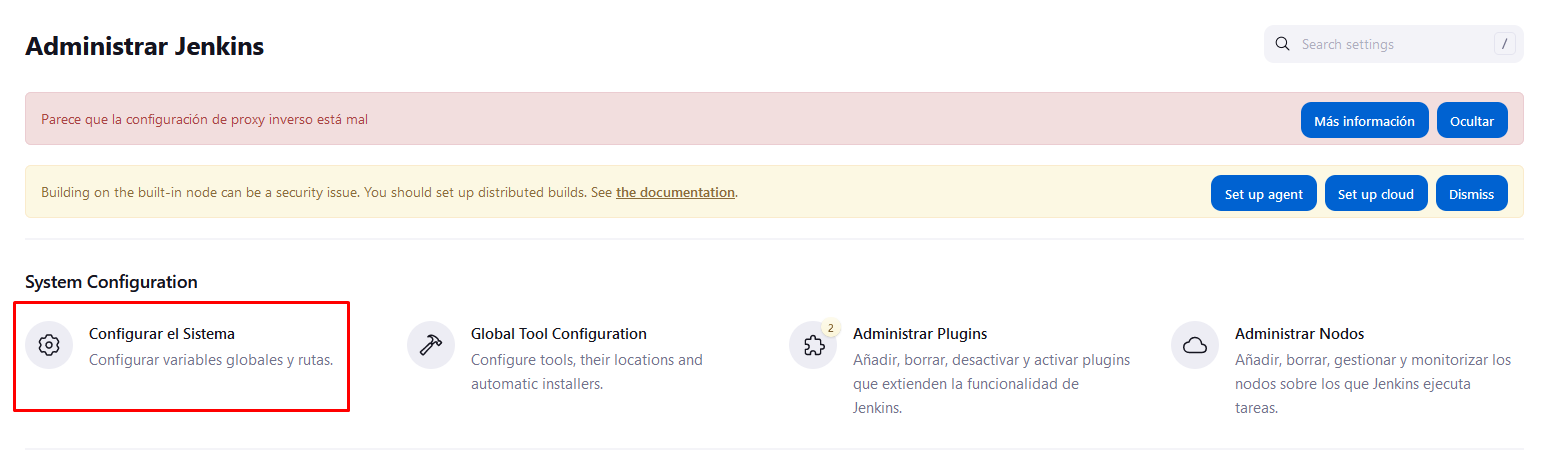 Administrar Jenkins
Search settings
/
Parece que la configuración de proxy inverso está mal
Más información
Ocultar
Building on the built-in node can be a security issue. You should set up distributed builds. See the documentation.
Set up agent
Set up cloud
Dismiss
System Configuration
Configurar el Sistema
Configurar variables globales y rutas.
Global Tool Configuration
Configure tools, their locations and
automatic installers.
2
Administrar Plugins
Añadir, borrar, desactivar y activar plugins
que extienden la funcionalidad de
Jenkins.
Administrar Nodos
Añadir, borrar, gestionar y monitorizar los
nodos sobre los que Jenkins ejecuta
tareas.